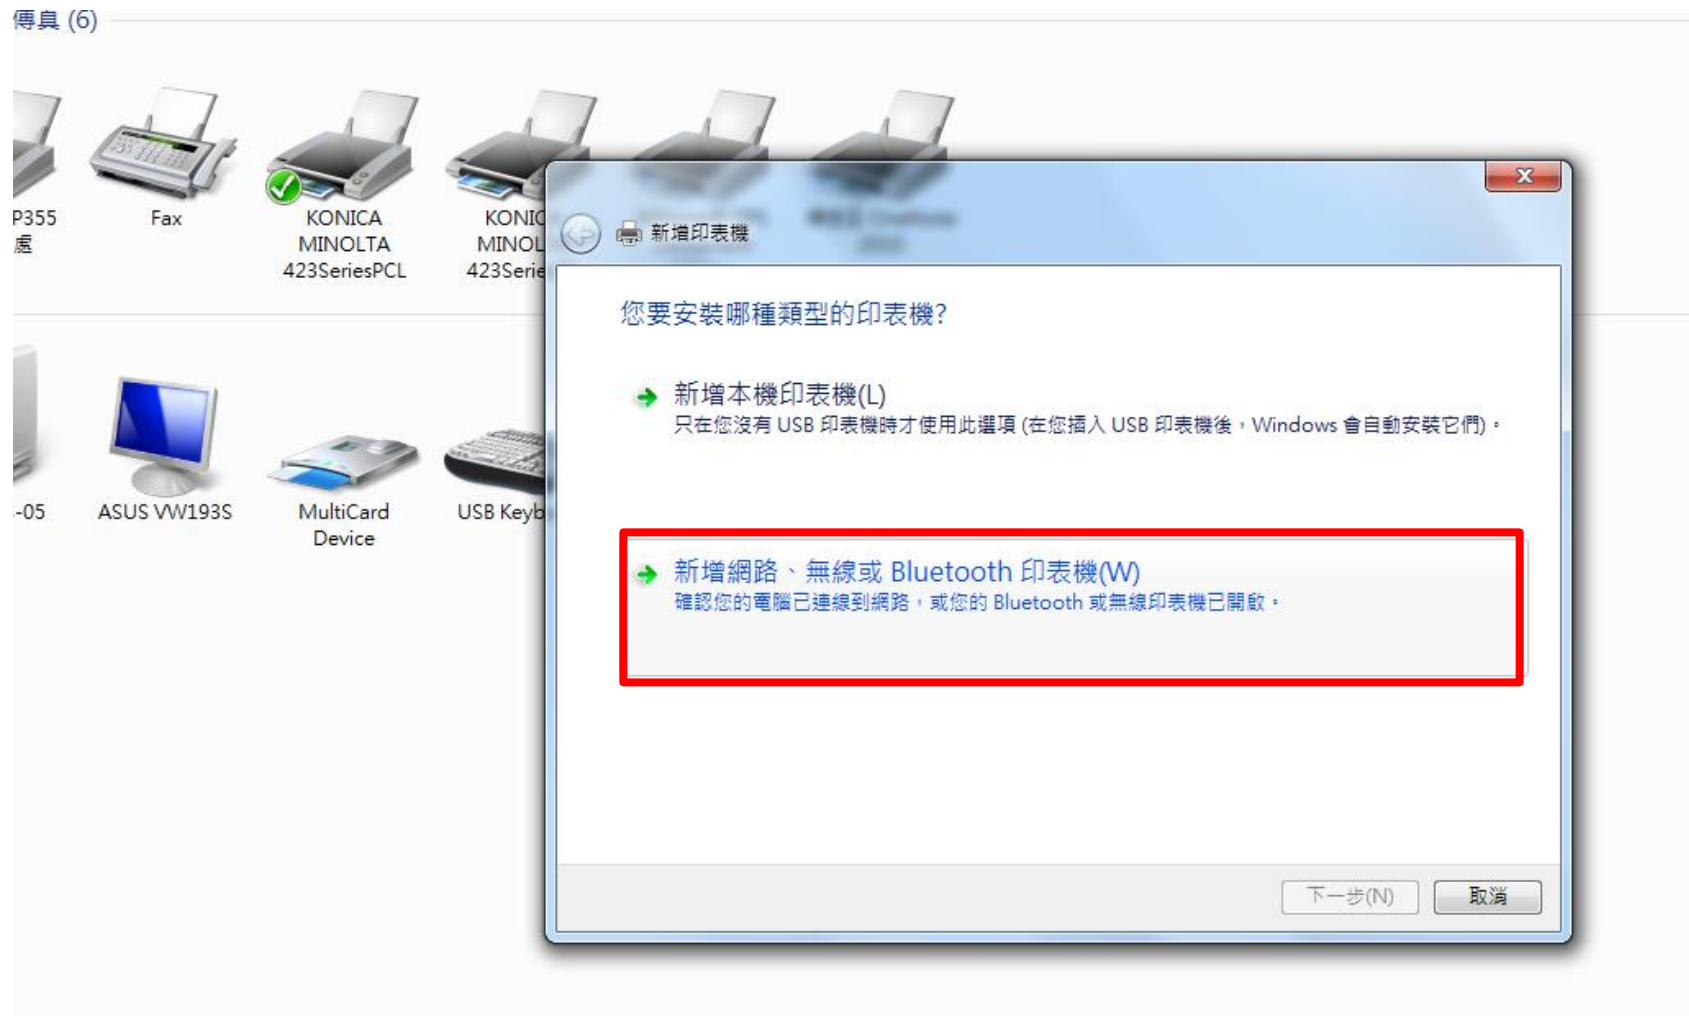 傳真 (6)
P355
處
Fax
KONICA
MINOLTA
423SeriesPCL
KONIC
MINOL
423Serie
2010
新增印表機
您要安裝哪種類型的印表機?
新增本機印表機(L)
只在您沒有 USB 印表機時才使用此選項 (在您插入 USB 印表機後，Windows 會自動安裝它們)。
新增網路、無線或 Bluetooth 印表機(W)
確認您的電腦已連線到網路，或您的 Bluetooth 或無線印表機已開啟。
-05
ASUS VW193S
MultiCard
Device
USB Keyb
下一步(N)
取消